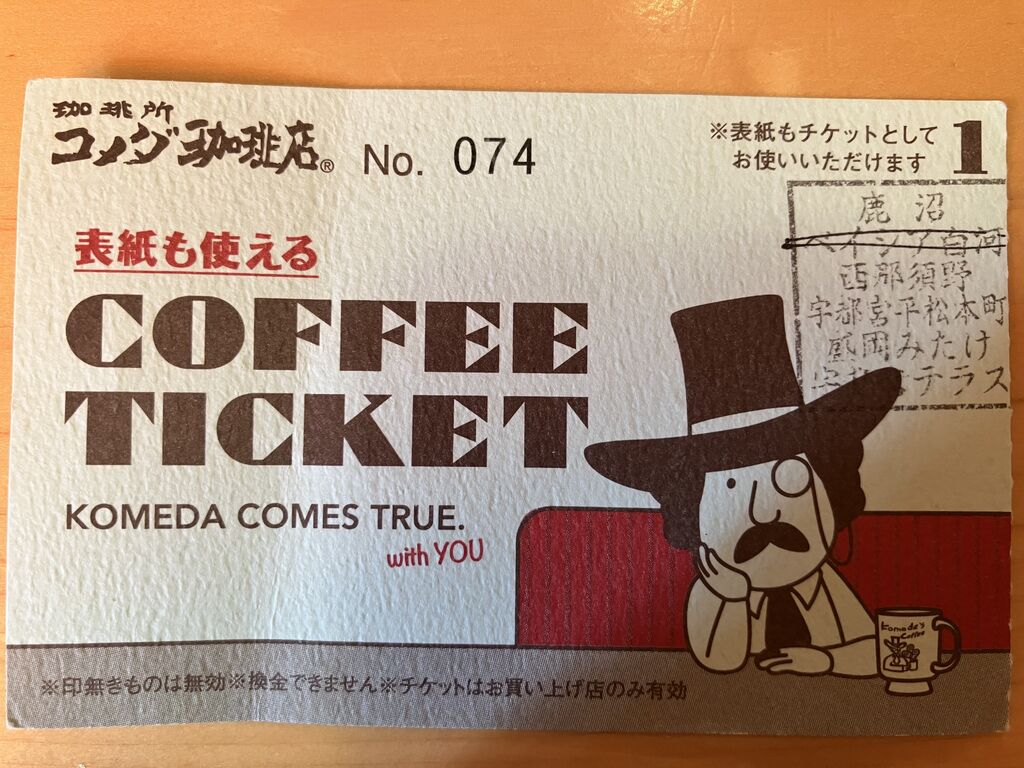 珈琲所
コメダ珈琲店®
No. 074
※表紙もチケットとして
お使いいただけます
1
鹿沼
ベイシア白河
西那須野
宇都宮平松本町
盛岡みたけ
テラス
表紙も使える
COFFEE
TICKET
KOMEDA COMES TRUE.
with YOU
Komeda's
Coffee
※印無きものは無効※換金できません※チケットはお買い上げ店のみ有効